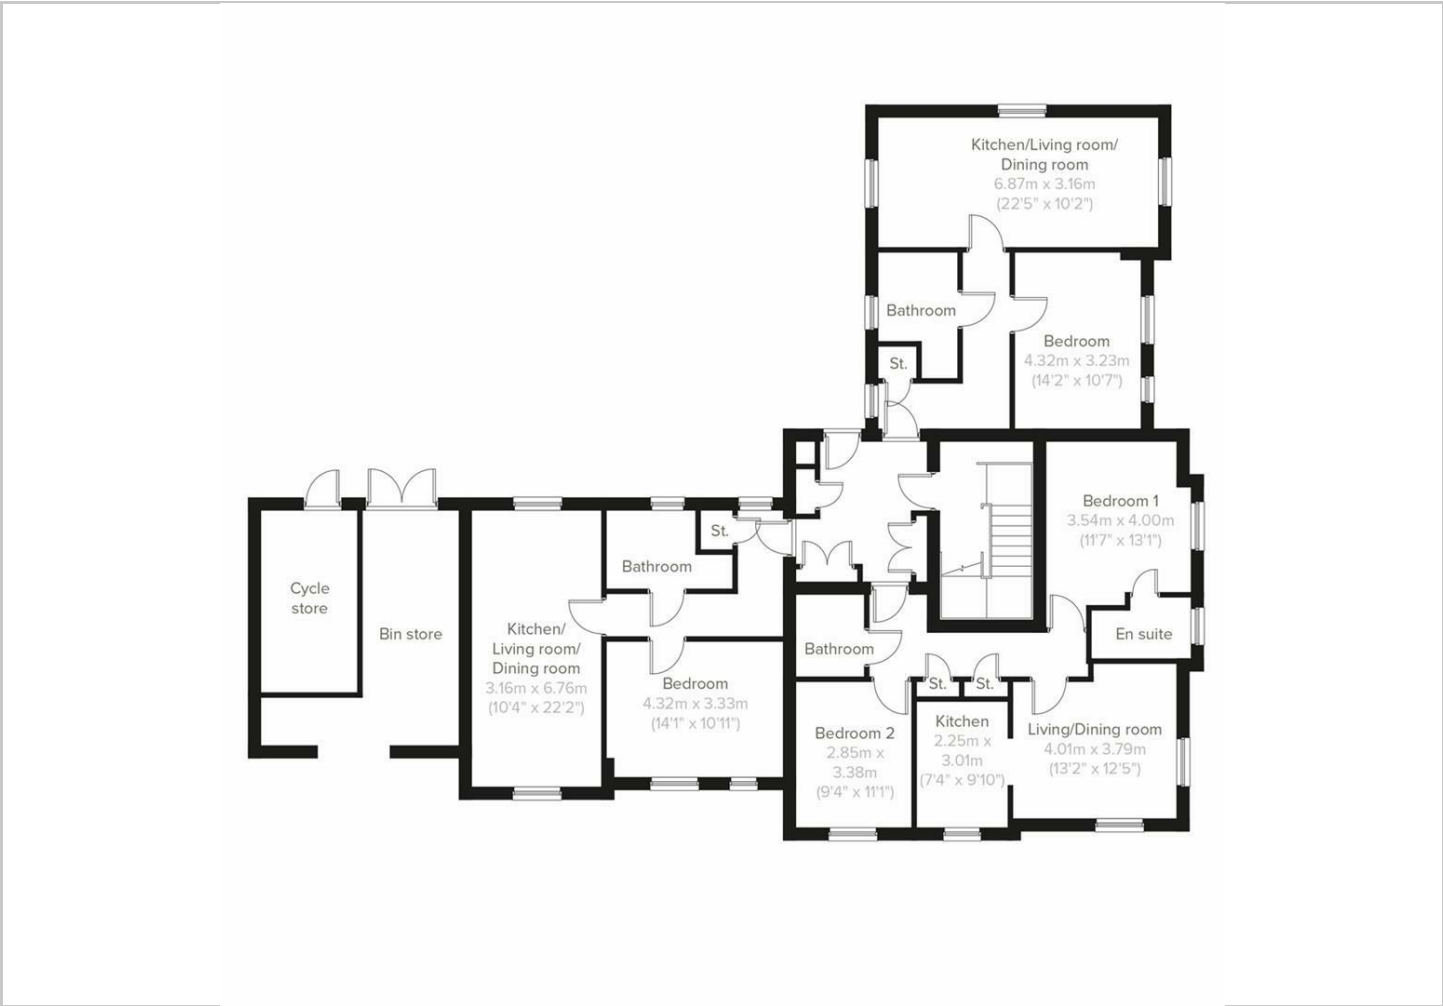 Kitchen/Living room/
Dining room
6.87m x 3.16m
(22'5" x 10'2")
Bathroom
St.
Bedroom
4.32m x 3.23m
(14'2" x 10'7")
Bedroom 1
3.54m x 4.00m
(11'7" x 13'1")
En suite
Cycle
store
Bin store
Kitchen/
Living room/
Dining room
3.16m x 6.76m
(10'4" x 22'2")
Bathroom
St.
Bedroom
4.32m x 3.33m
(14'1" x 10'11")
Bathroom
St.
St.
Bedroom 2
2.85m x
3.38m
(9'4" x 11'1")
Kitchen
2.25m x
3.01m
(7'4" x 9'10")
Living/Dining room
4.01m x 3.79m
(13'2" x 12'5")